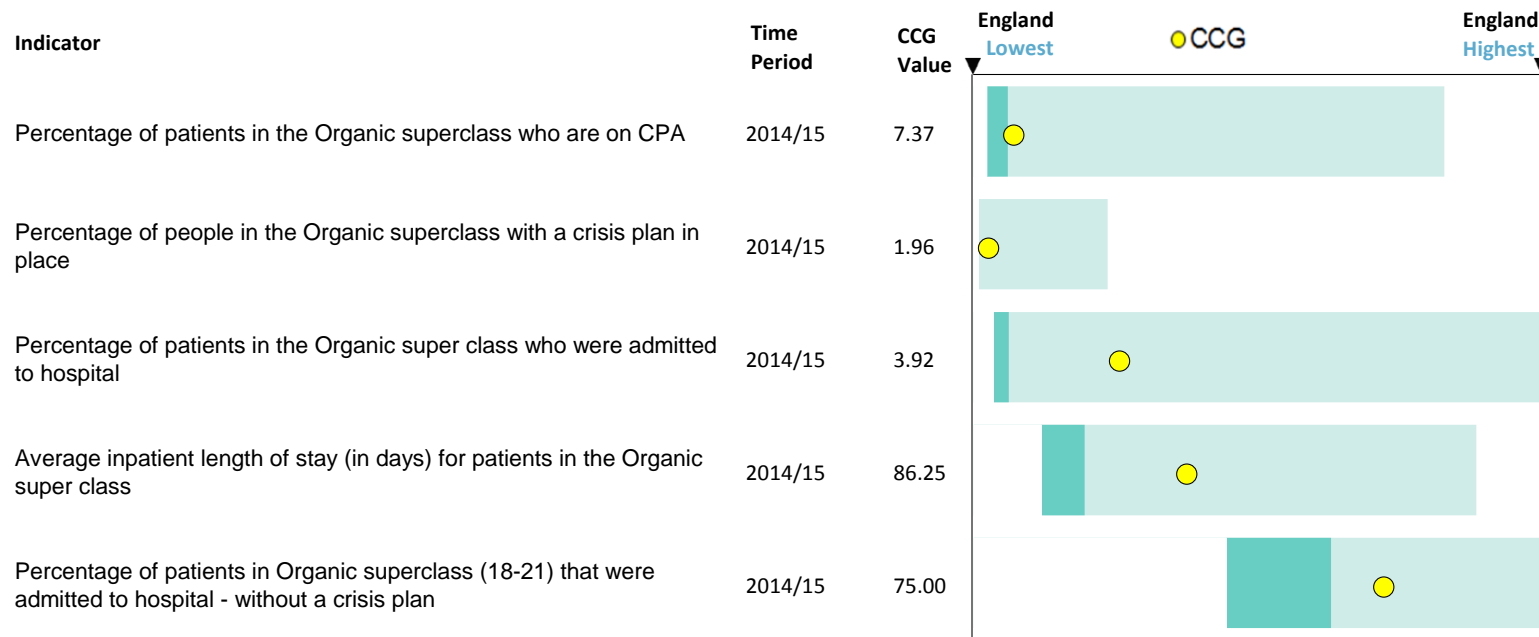 Indicator
Time
Period
CCG
Value
England
Lowest
CCG
England
Highest
Percentage of patients in the Organic superclass who are on CPA
2014/15
7.37
Percentage of people in the Organic superclass with a crisis plan in
place
2014/15
1.96
Percentage of patients in the Organic super class who were admitted
to hospital
2014/15
3.92
Average inpatient length of stay (in days) for patients in the Organic
super class
2014/15
86.25
Percentage of patients in Organic superclass (18-21) that were
admitted to hospital - without a crisis plan
2014/15
75.00